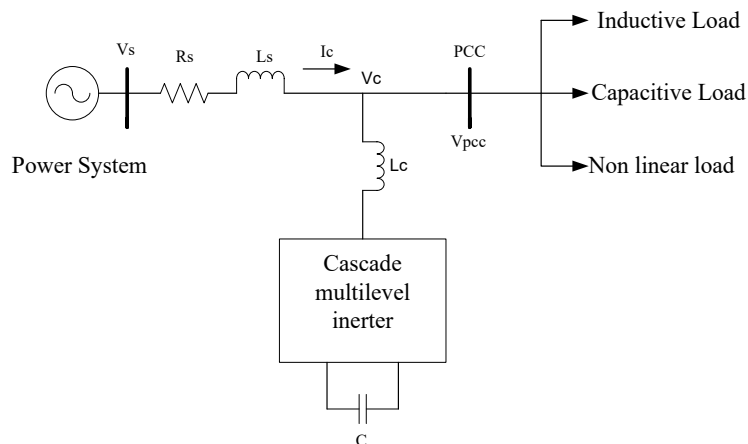 Inductive Load
Vs
Rs
Ls
Ic
Vc
PCC
Capacitive Load
Vpcc
Power System
Non linear load
Lc
Cascade
multilevel
inerter
C